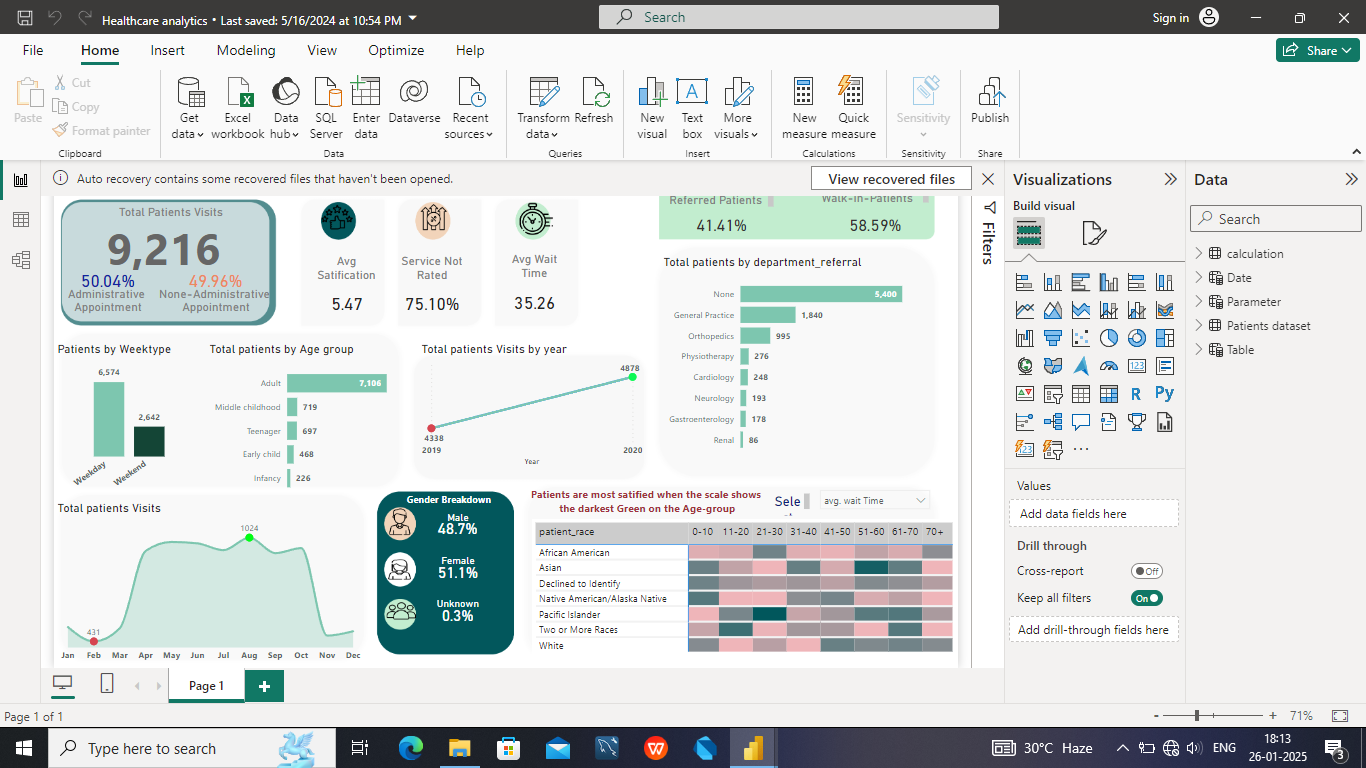 Healthcare analytics • Last saved: 5/16/2024 at 10:54 PM
Search
Sign in
File Home Insert Modeling View Optimize Help
Share
Paste
Cut
Copy
Format painter
Clipboard
Get data
Excel workbook
Data hub
SQL Server
Enter data
Dataverse
Recent sources
Data
Transform data
Refresh
Queries
New visual
Text box
More visuals
Insert
New measure
Quick measure
Calculations
Sensitivity
Sensitivity
Publish
Share
Auto recovery contains some recovered files that haven't been opened.
View recovered files
Total Patients Visits
9,216
50.04%
Administrative
Appointment
49.96%
None-Administrative
Appointment
Avg
Satification
5.47
Service Not
Rated
75.10%
Avg Wait
Time
35.26
Referred Patients
41.41%
Walk-In-Patients
58.59%
Patients by Weektype
6,574
2,642
Weekday
Weekend
Total patients by Age group
Adult 7,106
Middle childhood 719
Teenager 697
Early child 468
Infancy 226
Total patients Visits by year
4878
4338
2019
2020
Year
Total patients by department_referral
None 5,400
General Practice 1,840
Orthopedics 995
Physiotherapy 276
Cardiology 248
Neurology 193
Gastroenterology 178
Renal 86
Total patients Visits
1024
431
Jan Feb Mar Apr May Jun Jul Aug Sep Oct Nov Dec
Gender Breakdown
Male
48.7%
Female
51.1%
Unknown
0.3%
Patients are most satified when the scale shows
the darkest Green on the Age-group
Sele
avg. wait Time
patient_race 0-10 11-20 21-30 31-40 41-50 51-60 61-70 70+
African American
Asian
Declined to Identify
Native American/Alaska Native
Pacific Islander
Two or More Races
White
Filters
Visualizations
Build visual
123
R
Py
123
Values
Add data fields here
Drill through
Cross-report
Off
Keep all filters
On
Add drill-through fields here
Data
Search
calculation
Date
Parameter
Patients dataset
Table
Page 1
Page 1 of 1
- + 71%
Type here to search
30°C Haze
ENG
18:13
26-01-2025
3